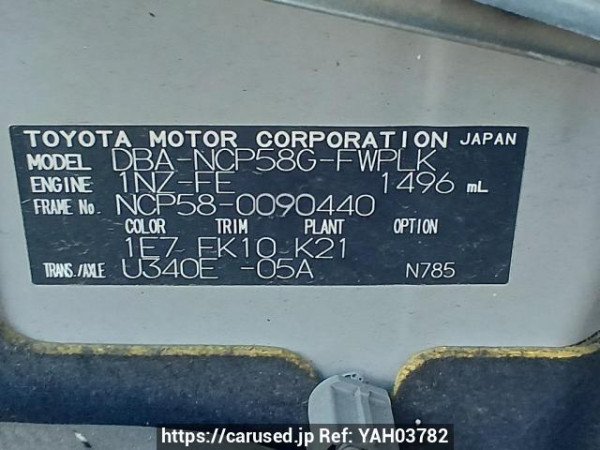 TOYOTA MOTOR CORPORATION JAPAN
MODEL DBA-NCP58G-FWPLK
ENGINE 1NZ-FE 1496 mL
FRAME No. NCP58-0090440
COLOR TRIM PLANT OPTION
1E7 FK10 K21
TRANS./AXLE U340E -05A N785
https://carused.jp Ref: YAH03782